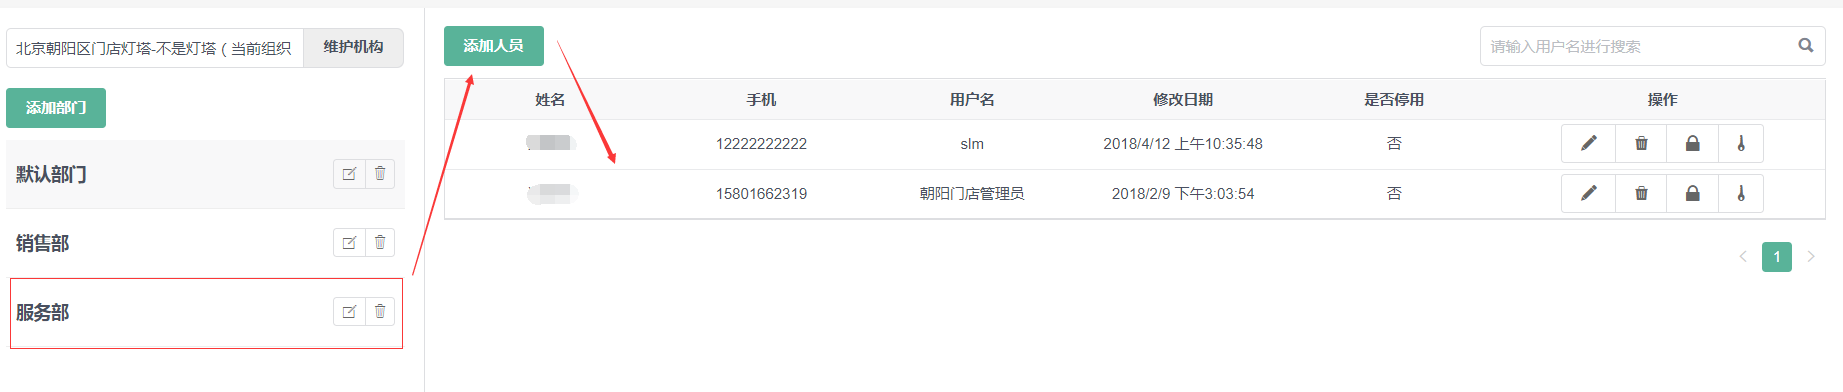 北京朝阳区门店灯塔-不是灯塔（当前组织
维护机构
添加部门
默认部门
销售部
服务部
添加人员
请输入用户名进行搜索
姓名 手机 用户名 修改日期 是否停用 操作
12222222222 slm 2018/4/12 上午10:35:48 否
15801662319 朝阳门店管理员 2018/2/9 下午3:03:54 否
1